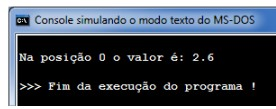 Console simulando o modo texto do MS-DOS
Na posição 0 o valor é: 2.6
>>> Fim da execução do programa !